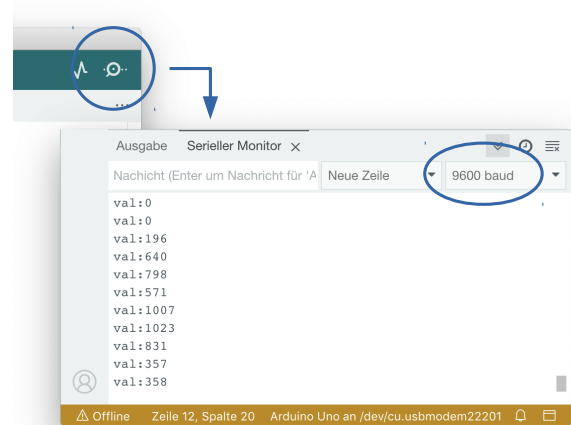 Ausgabe Serieller Monitor ×
Nachicht (Enter um Nachricht für 'A Neue Zeile 9600 baud
val:0
val:0
val:196
val:640
val:798
val:571
val:1007
val:1023
val:831
val:357
val:358
Offline Zeile 12, Spalte 20 Arduino Uno an /dev/cu.usbmodem22201